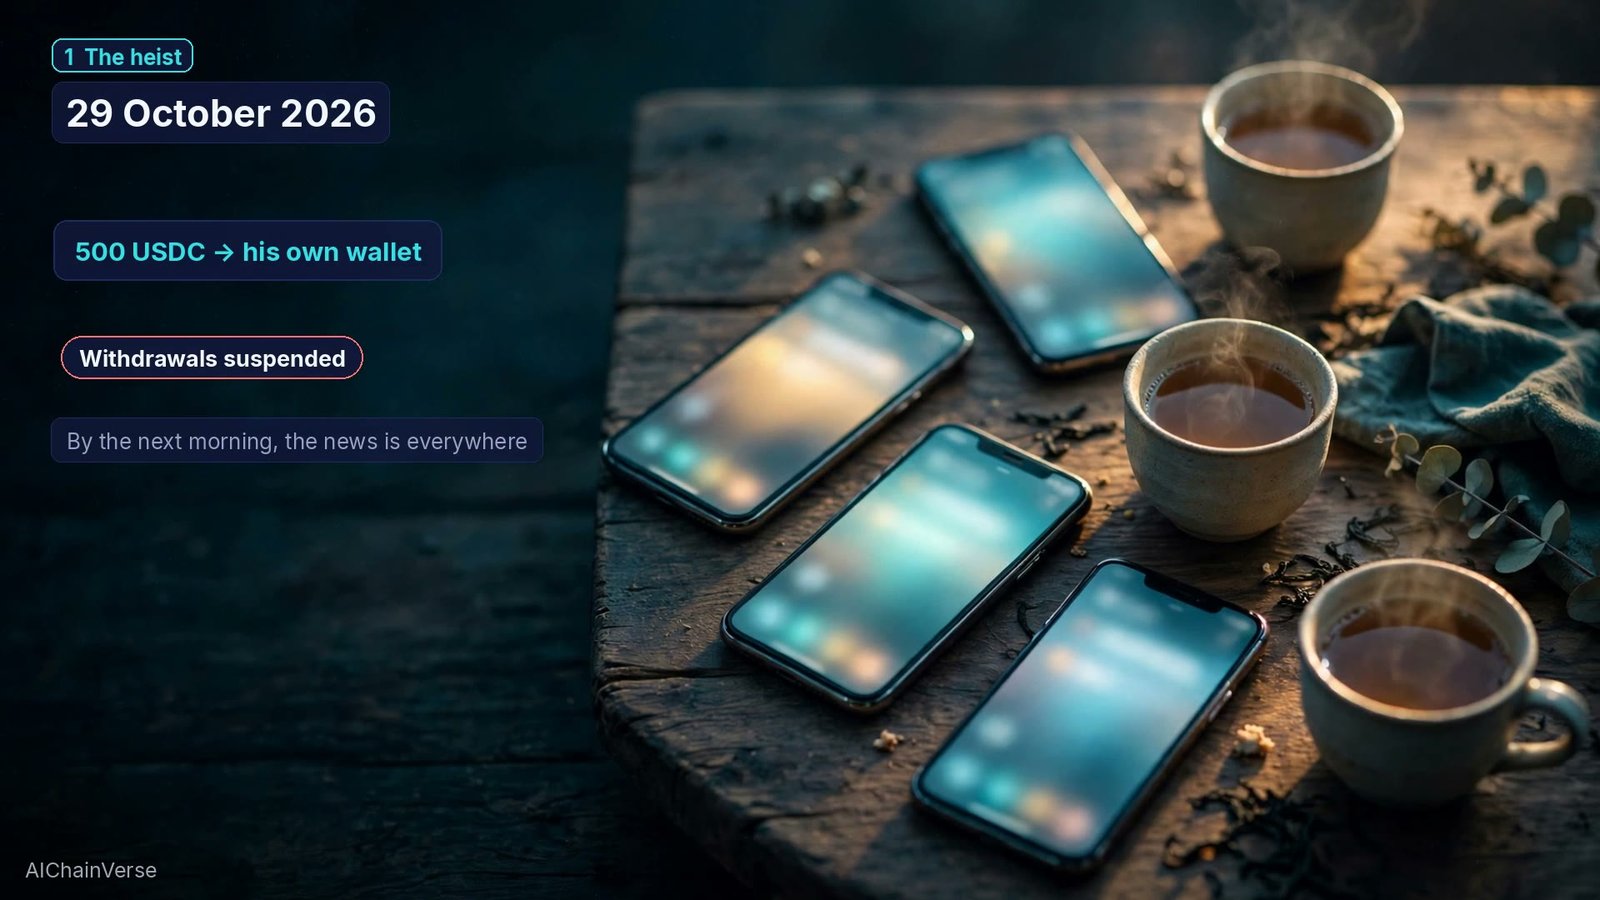 1 The heist
29 October 2026
500 USDC → his own wallet
Withdrawals suspended
By the next morning, the news is everywhere
AIChainVerse